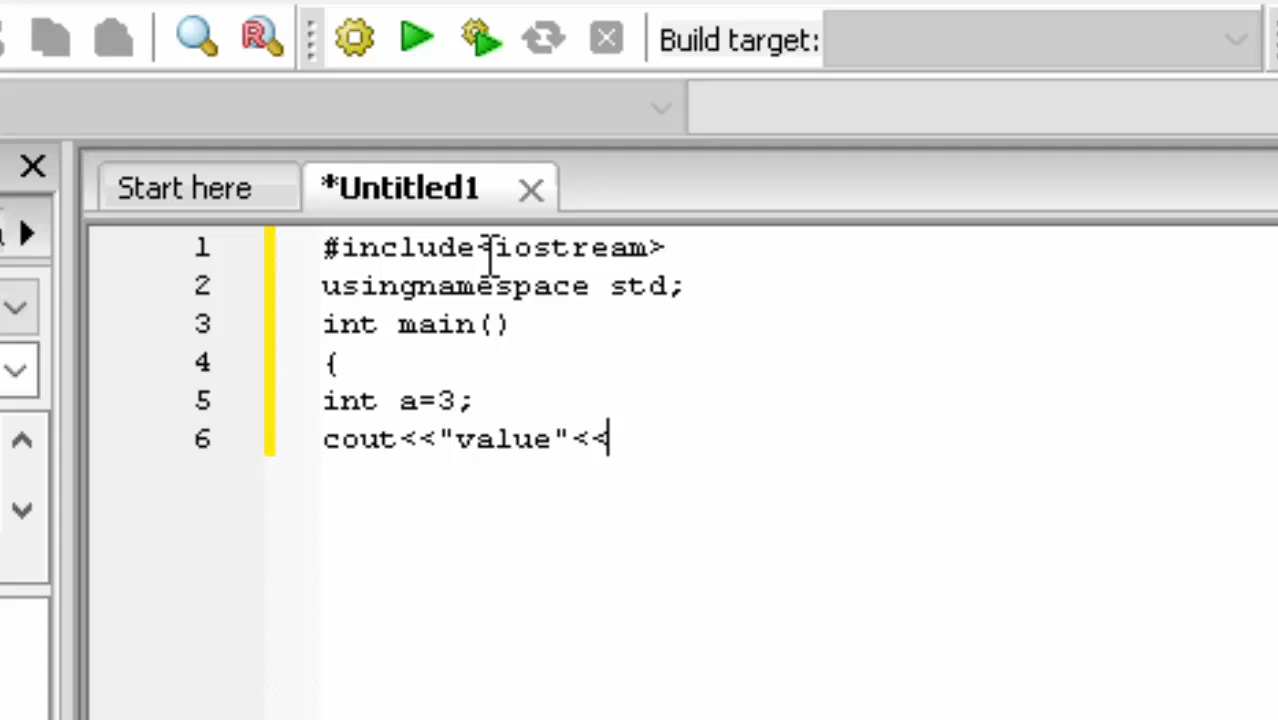 Build target:
Start here
*Untitled1
1 #include<iostream>
2 usingnamespace std;
3 int main()
4 {
5 int a=3;
6 cout<<"value"<<